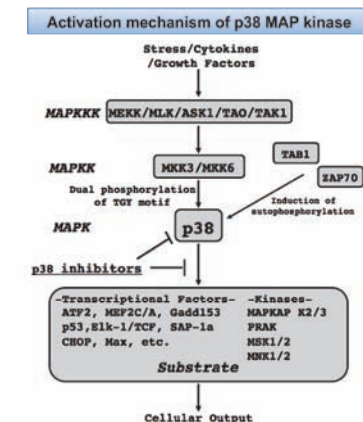 Activation mechanism of p38 MAP kinase
Stress/Cytokines
/Growth Factors
MAPKKK
MEKK/MLK/ASK1/TAO/TAK1
MAPKK
MKK3/MKK6
TAB1
ZAP70
Dual phosphorylation
of TGY motif
Induction of
autophosphorylation
MAPK
p38
p38 inhibitors
-Transcriptional Factors-
ATF2, MEF2C/A, Gadd153
p53,Elk-1/TCF, SAP-1a
CHOP, Max, etc.
-Kinases-
MAPKAP K2/3
PRAK
MSK1/2
MNK1/2
Substrate
Cellular Output